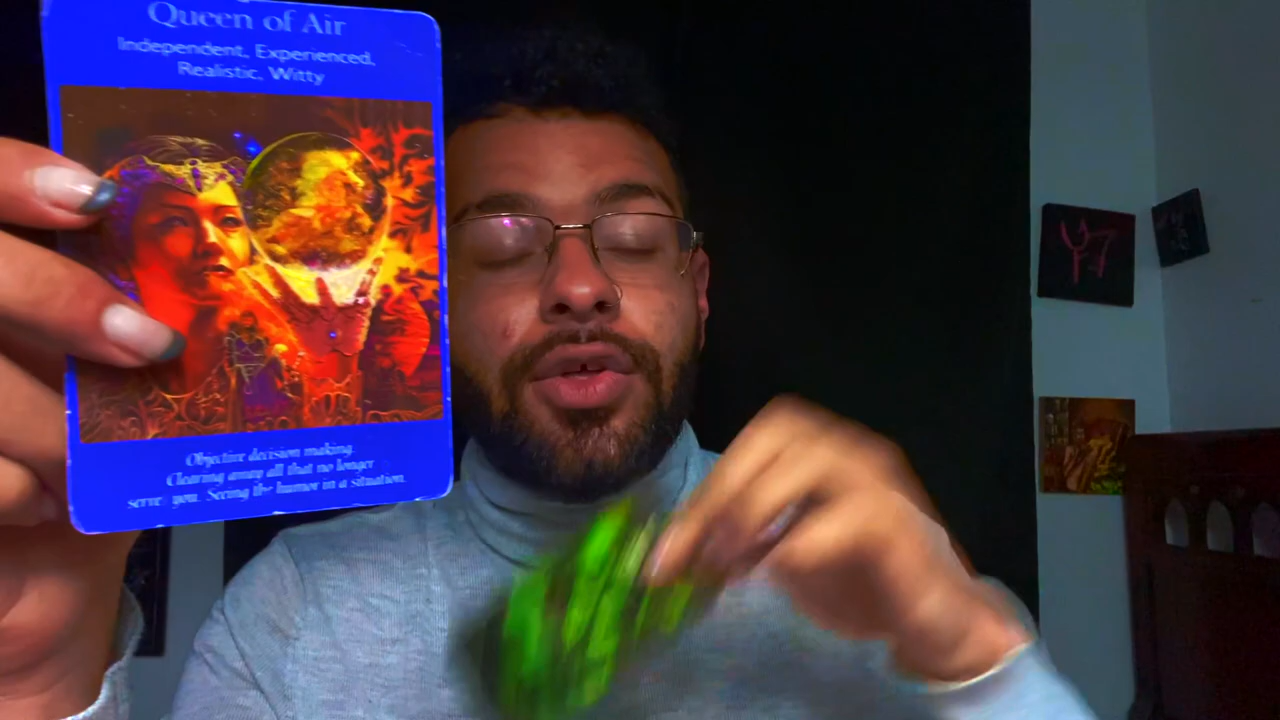 Queen of Air
Independent, Experienced,
Realistic, Witty
Objective decision making.
Clearing away all that no longer
serve you. Seeing the humor in a situation.
Y7